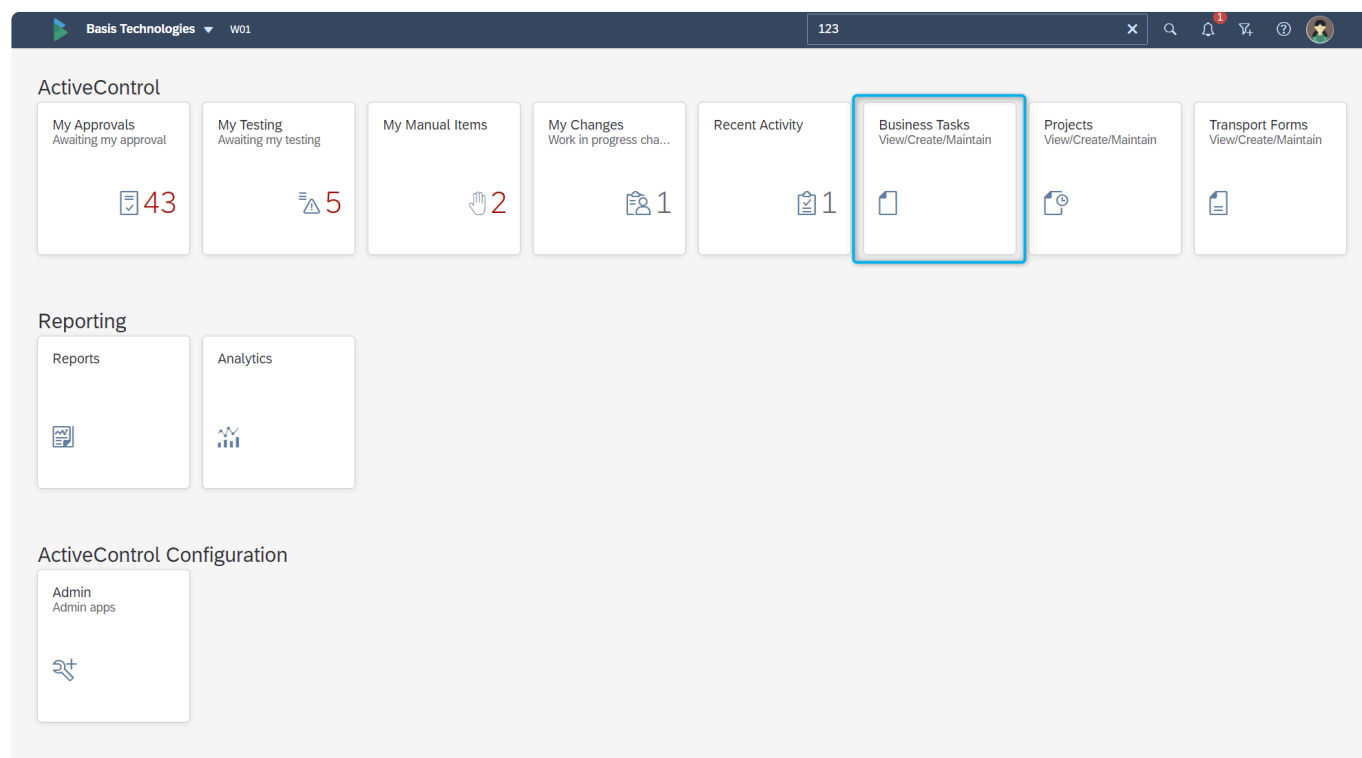 Basis Technologies W01 123 1
ActiveControl
My Approvals
Awaiting my approval
43
My Testing
Awaiting my testing
5
My Manual Items
2
My Changes
Work in progress cha...
1
Recent Activity
1
Business Tasks
View/Create/Maintain
Projects
View/Create/Maintain
Transport Forms
View/Create/Maintain
Reporting
Reports
Analytics
ActiveControl Configuration
Admin
Admin apps